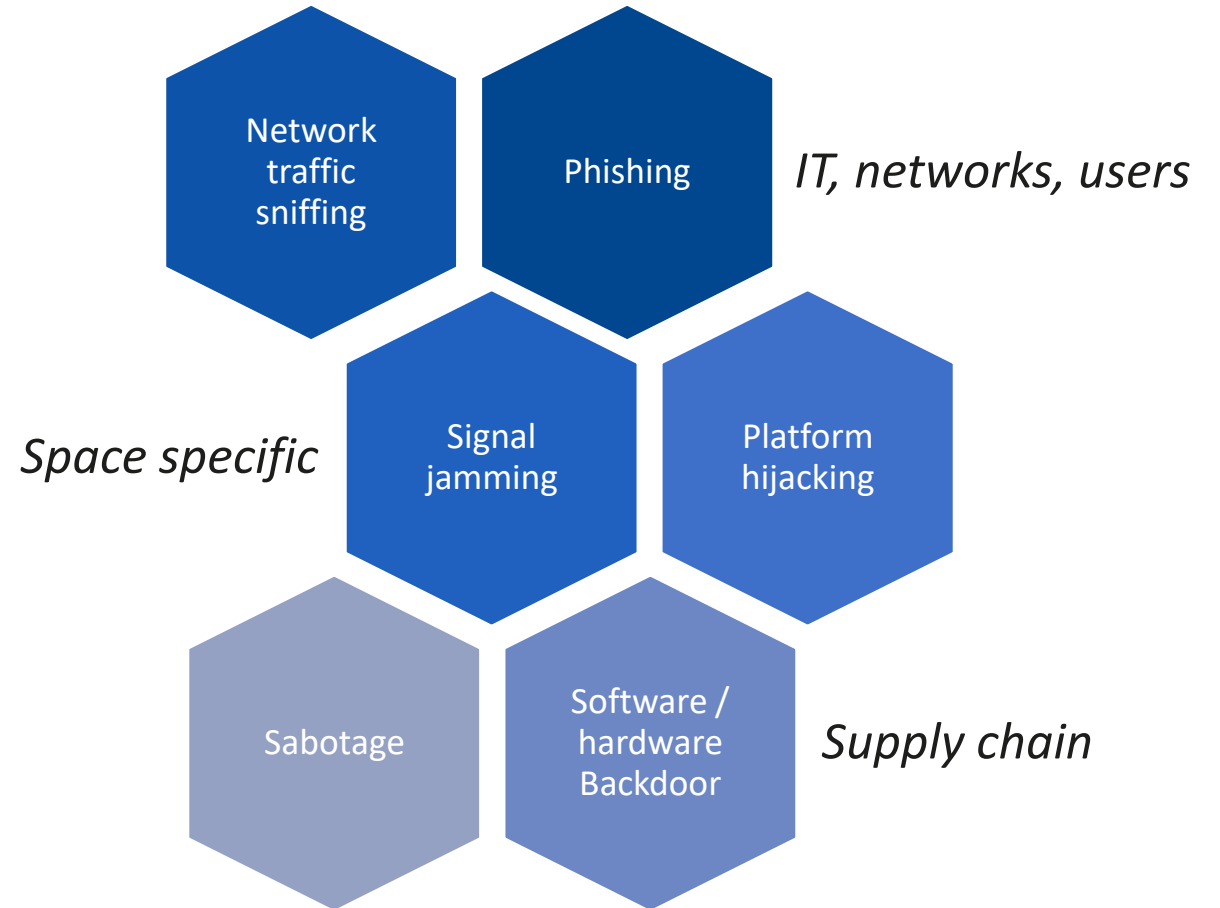 Network
traffic
sniffing
Phishing
IT, networks, users
Space specific
Signal
jamming
Platform
hijacking
Sabotage
Software /
hardware
Backdoor
Supply chain